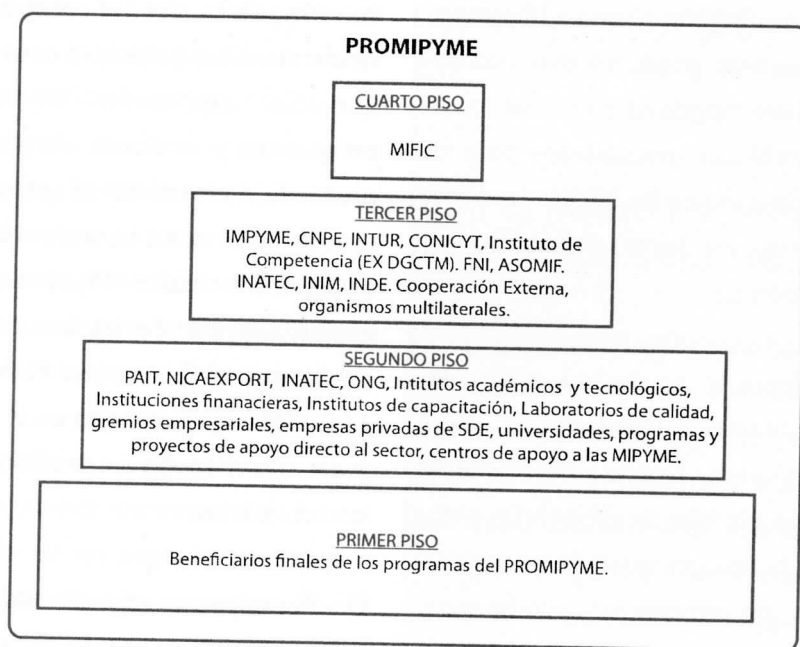 PROMIPYME
CUARTO PISO
MIFIC
TERCER PISO
IMPYME, CNPE, INTUR, CONICYT, Instituto de
Competencia (EX DGCTM). FNI, ASOMIF.
INATEC, INIM, INDE. Cooperación Externa,
organismos multilaterales.
SEGUNDO PISO
PAIT, NICAEXPORT, INATEC, ONG, Intitutos académicos y tecnológicos,
Instituciones finanacieras, Institutos de capacitación, Laboratorios de calidad,
gremios empresariales, empresas privadas de SDE, universidades, programas y
proyectos de apoyo directo al sector, centros de apoyo a las MIPYME.
PRIMER PISO
Beneficiarios finales de los programas del PROMIPYME.